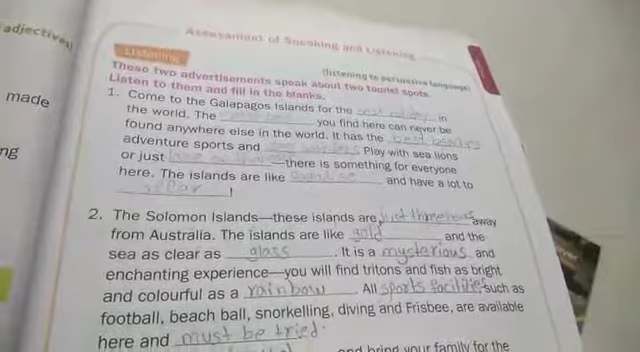 adjectives
made
ng
Assessment of Speaking and Listening
Listening
(listening to persuasive language)
These two advertisements speak about two tourist spots.
Listen to them and fill in the blanks.
1. Come to the Galapagos Islands for the best holiday in
the world. The you find here can never be
found anywhere else in the world. It has the best beaches
adventure sports and Play with sea lions
or just —there is something for everyone
here. The islands are like and have a lot to
offer !
2. The Solomon Islands—these islands are just three hours away
from Australia. The islands are like gold and the
sea as clear as glass. It is a mysterious and
enchanting experience—you will find tritons and fish as bright
and colourful as a rainbow. All sports facilities such as
football, beach ball, snorkelling, diving and Frisbee, are available
here and must be tried.
and bring your family for the